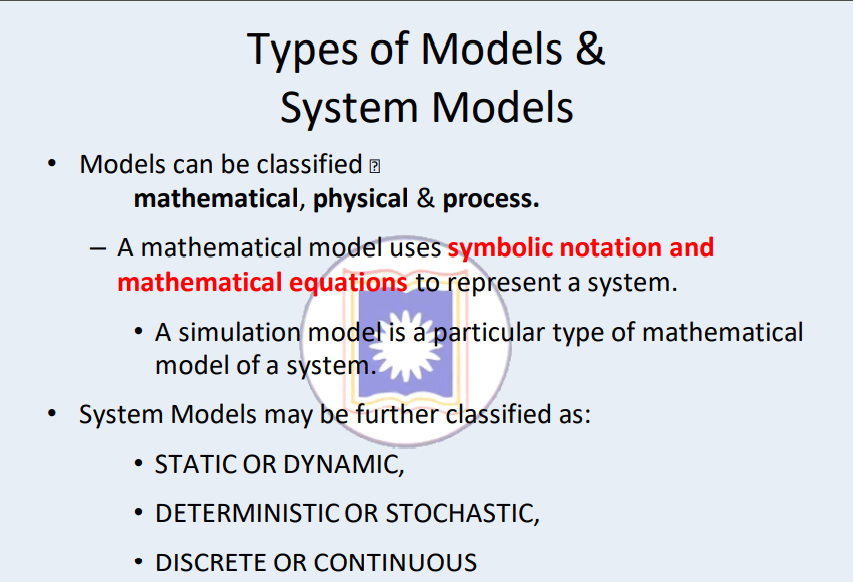 Types of Models &
System Models
• Models can be classified
mathematical, physical & process.
– A mathematical model uses symbolic notation and
mathematical equations to represent a system.
• A simulation model is a particular type of mathematical
model of a system.
• System Models may be further classified as:
• STATIC OR DYNAMIC,
• DETERMINISTIC OR STOCHASTIC,
• DISCRETE OR CONTINUOUS